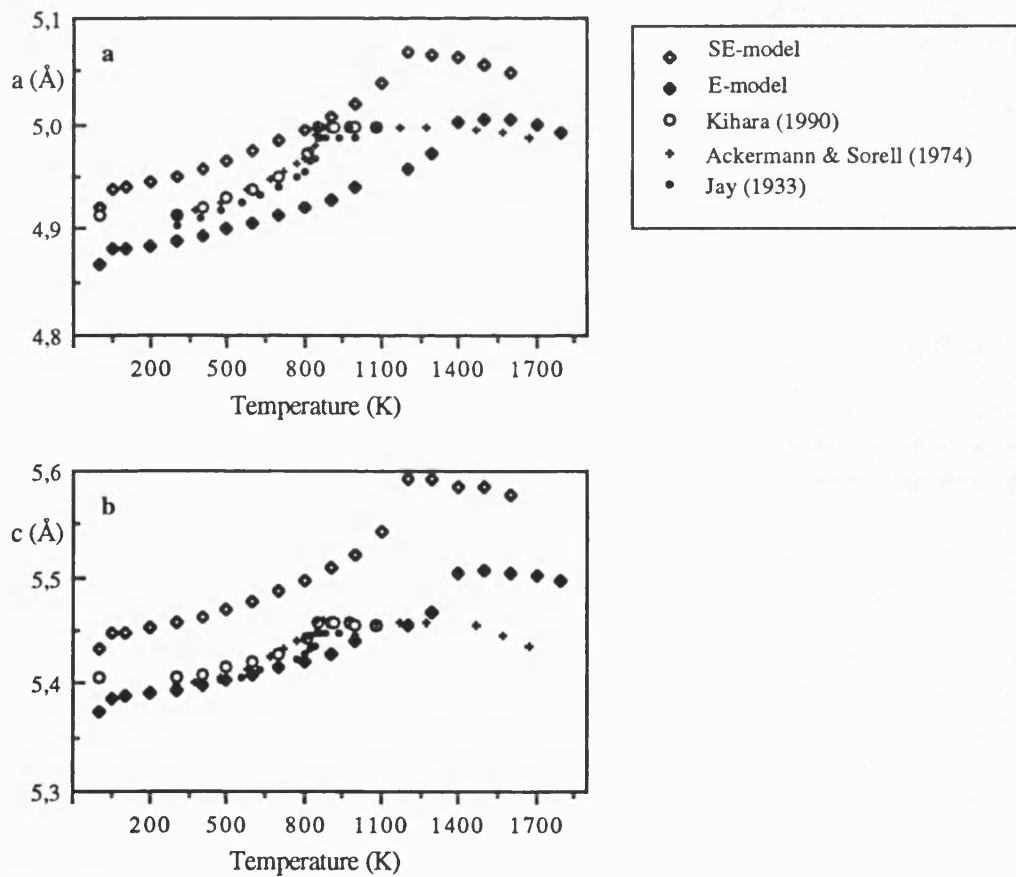 5,1
a
a (Å)
5,0
4,9
4,8
200 500 800 1100 1400 1700
Temperature (K)
SE-model
E-model
Kihara (1990)
Ackermann & Sorell (1974)
Jay (1933)
5,6
b
c (Å)
5,5
5,4
5,3
200 500 800 1100 1400 1700
Temperature (K)